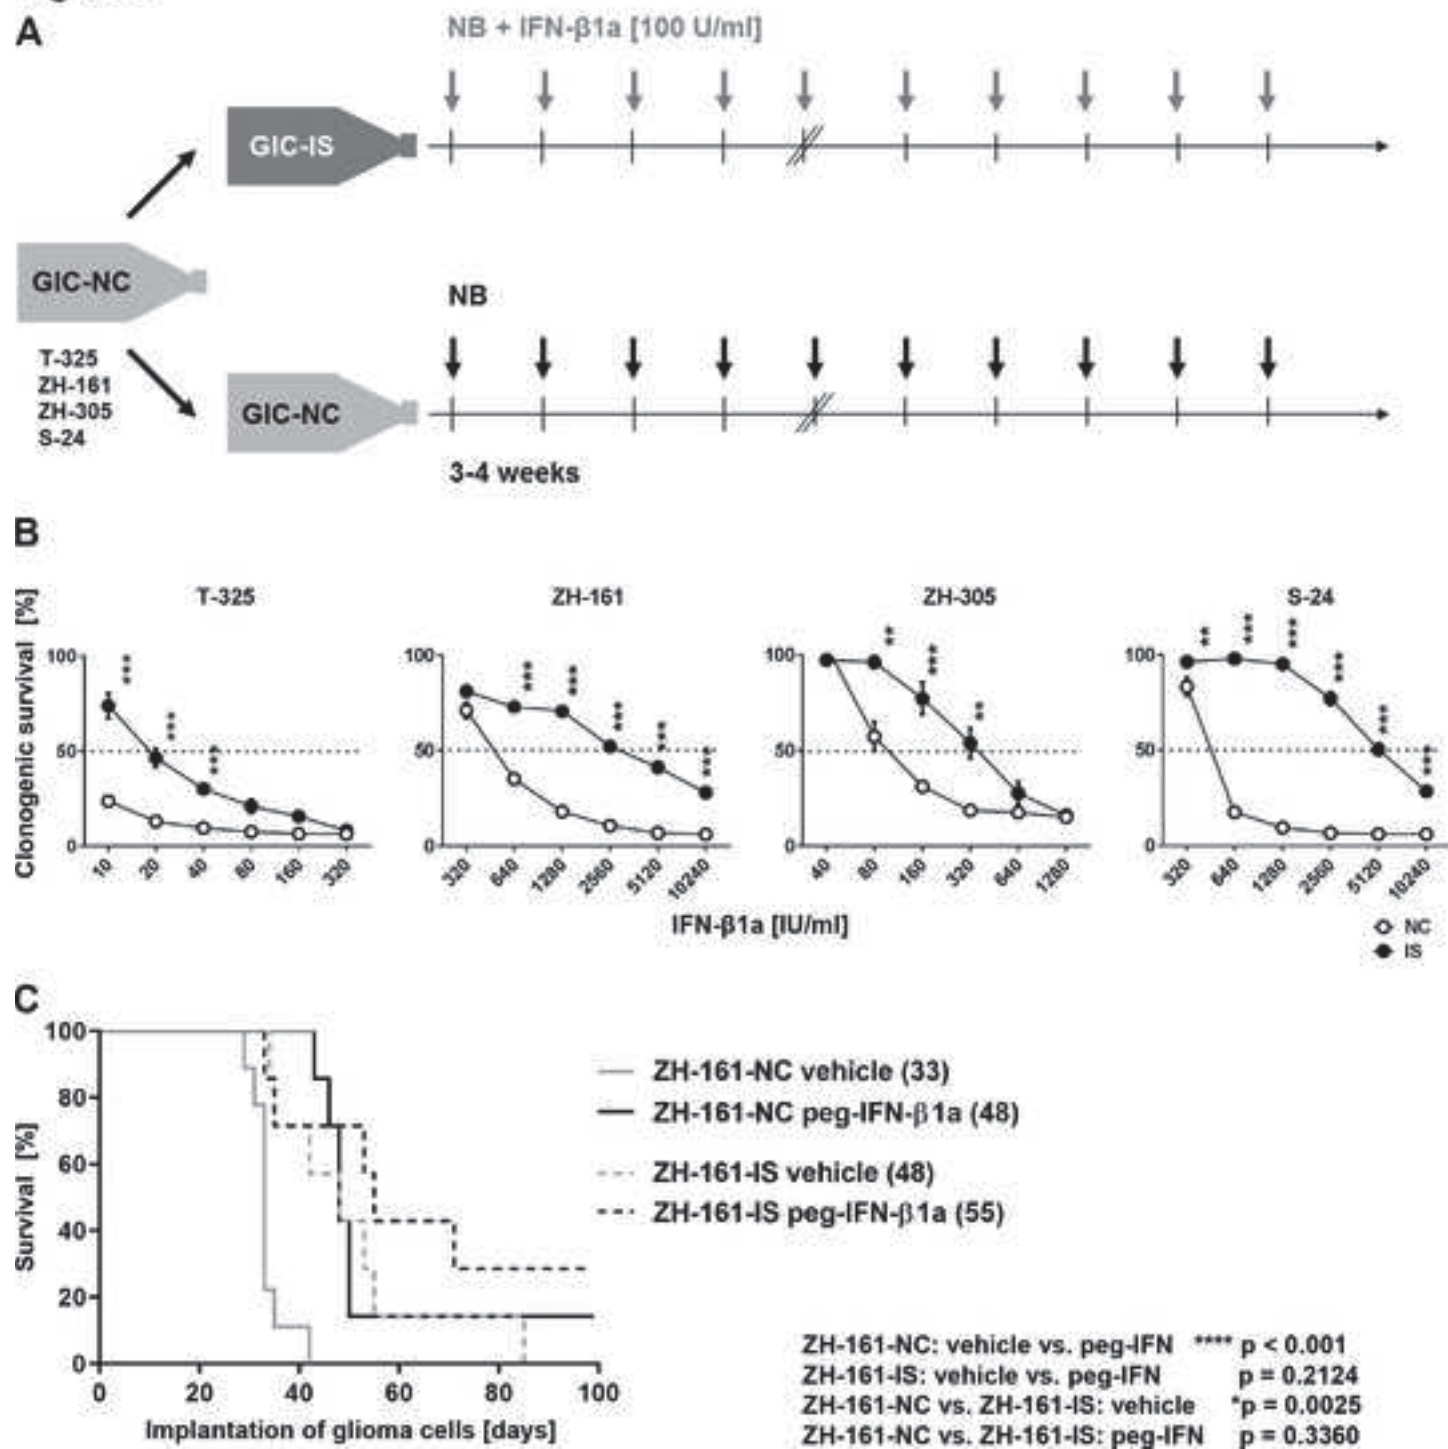 A
NB + IFN-β1a [100 U/ml]
GIC-IS
GIC-NC
T-325
ZH-161
ZH-305
S-24
NB
GIC-NC
3-4 weeks
B
Clonogenic survival [%]
T-325
100
50
0
***
***
***
10 20 40 80 160 320
ZH-161
100
50
0
***
***
***
***
***
320 640 1280 2560 5120 10240
ZH-305
100
50
0
**
***
**
40 80 160 320 640 1280
S-24
100
50
0
**
***
***
***
***
***
320 640 1280 2560 5120 10240
IFN-β1a [IU/ml]
NC
IS
C
Survival [%]
100
80
60
40
20
0
0 20 40 60 80 100
Implantation of glioma cells [days]
ZH-161-NC vehicle (33)
ZH-161-NC peg-IFN-β1a (48)
ZH-161-IS vehicle (48)
ZH-161-IS peg-IFN-β1a (55)
ZH-161-NC: vehicle vs. peg-IFN **** p < 0.001
ZH-161-IS: vehicle vs. peg-IFN p = 0.2124
ZH-161-NC vs. ZH-161-IS: vehicle *p = 0.0025
ZH-161-NC vs. ZH-161-IS: peg-IFN p = 0.3360